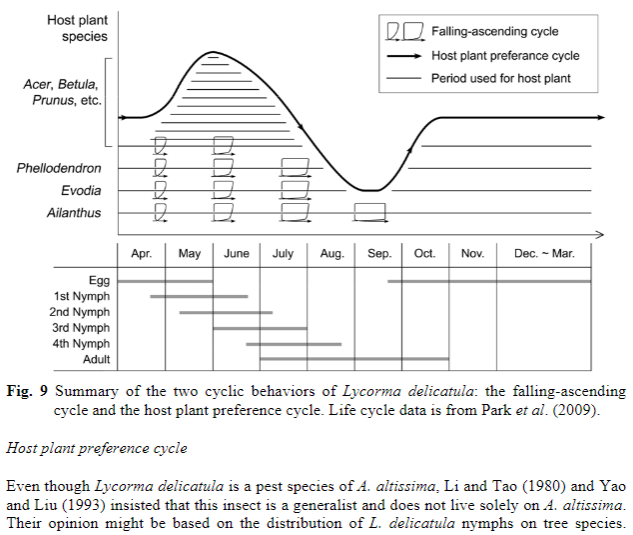 Host plant
species
Falling-ascending cycle
Host plant preferance cycle
Period used for host plant
Acer, Betula,
Prunus, etc.
Phellodendron
Evodia
Ailanthus
Apr. May June July Aug. Sep. Oct. Nov. Dec. ~ Mar.
Egg
1st Nymph
2nd Nymph
3rd Nymph
4th Nymph
Adult
Fig. 9 Summary of the two cyclic behaviors of Lycorma delicatula: the falling-ascending
cycle and the host plant preference cycle. Life cycle data is from Park et al. (2009).
Host plant preference cycle
Even though Lycorma delicatula is a pest species of A. altissima, Li and Tao (1980) and Yao
and Liu (1993) insisted that this insect is a generalist and does not live solely on A. altissima.
Their opinion might be based on the distribution of L. delicatula nymphs on tree species.